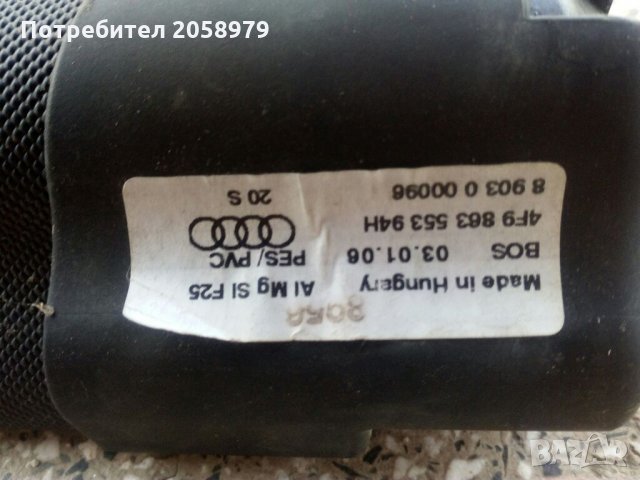 Потребител 2058979
Made in Hungary Al Mg Si F25
BOS 03.01.06 PES/PVC
4F9 863 553 94H
8 903 0 00096 20 S
BAZAR